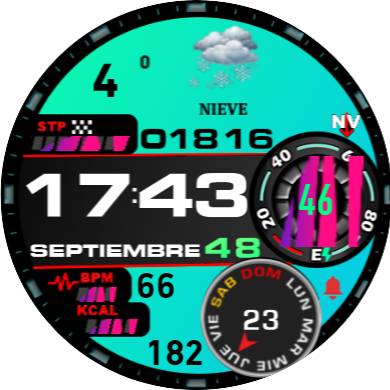 4 °
NIEVE
NV
STP 01816
17:43
40 6
20 46 80
E
SEPTIEMBRE 48
BPM 66
KCAL 182
SAB DOM LUN MAR MIE JUE VIE
23